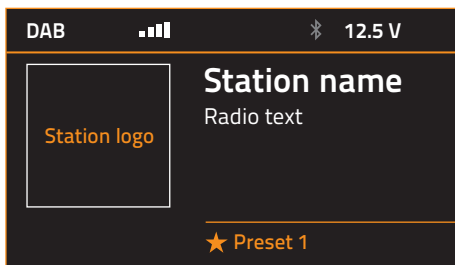 DAB 12.5 V
Station name
Radio text
Station logo
Preset 1